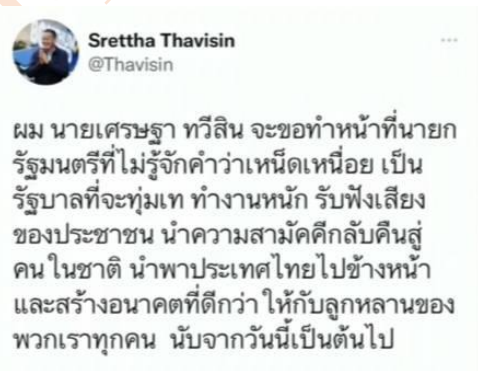 Srettha Thavisin
@Thavisin
ผม นายเศรษฐา ทวีสิน จะขอทำหน้าที่นายก
รัฐมนตรีที่ไม่รู้จักคำว่าเหน็ดเหนื่อย เป็น
รัฐบาลที่จะทุ่มเท ทำงานหนัก รับฟังเสียง
ของประชาชน นำความสามัคคีกลับคืนสู่
คนในชาติ นำพาประเทศไทยไปข้างหน้า
และสร้างอนาคตที่ดีกว่า ให้กับลูกหลานของ
พวกเราทุกคน นับจากวันนี้เป็นต้นไป